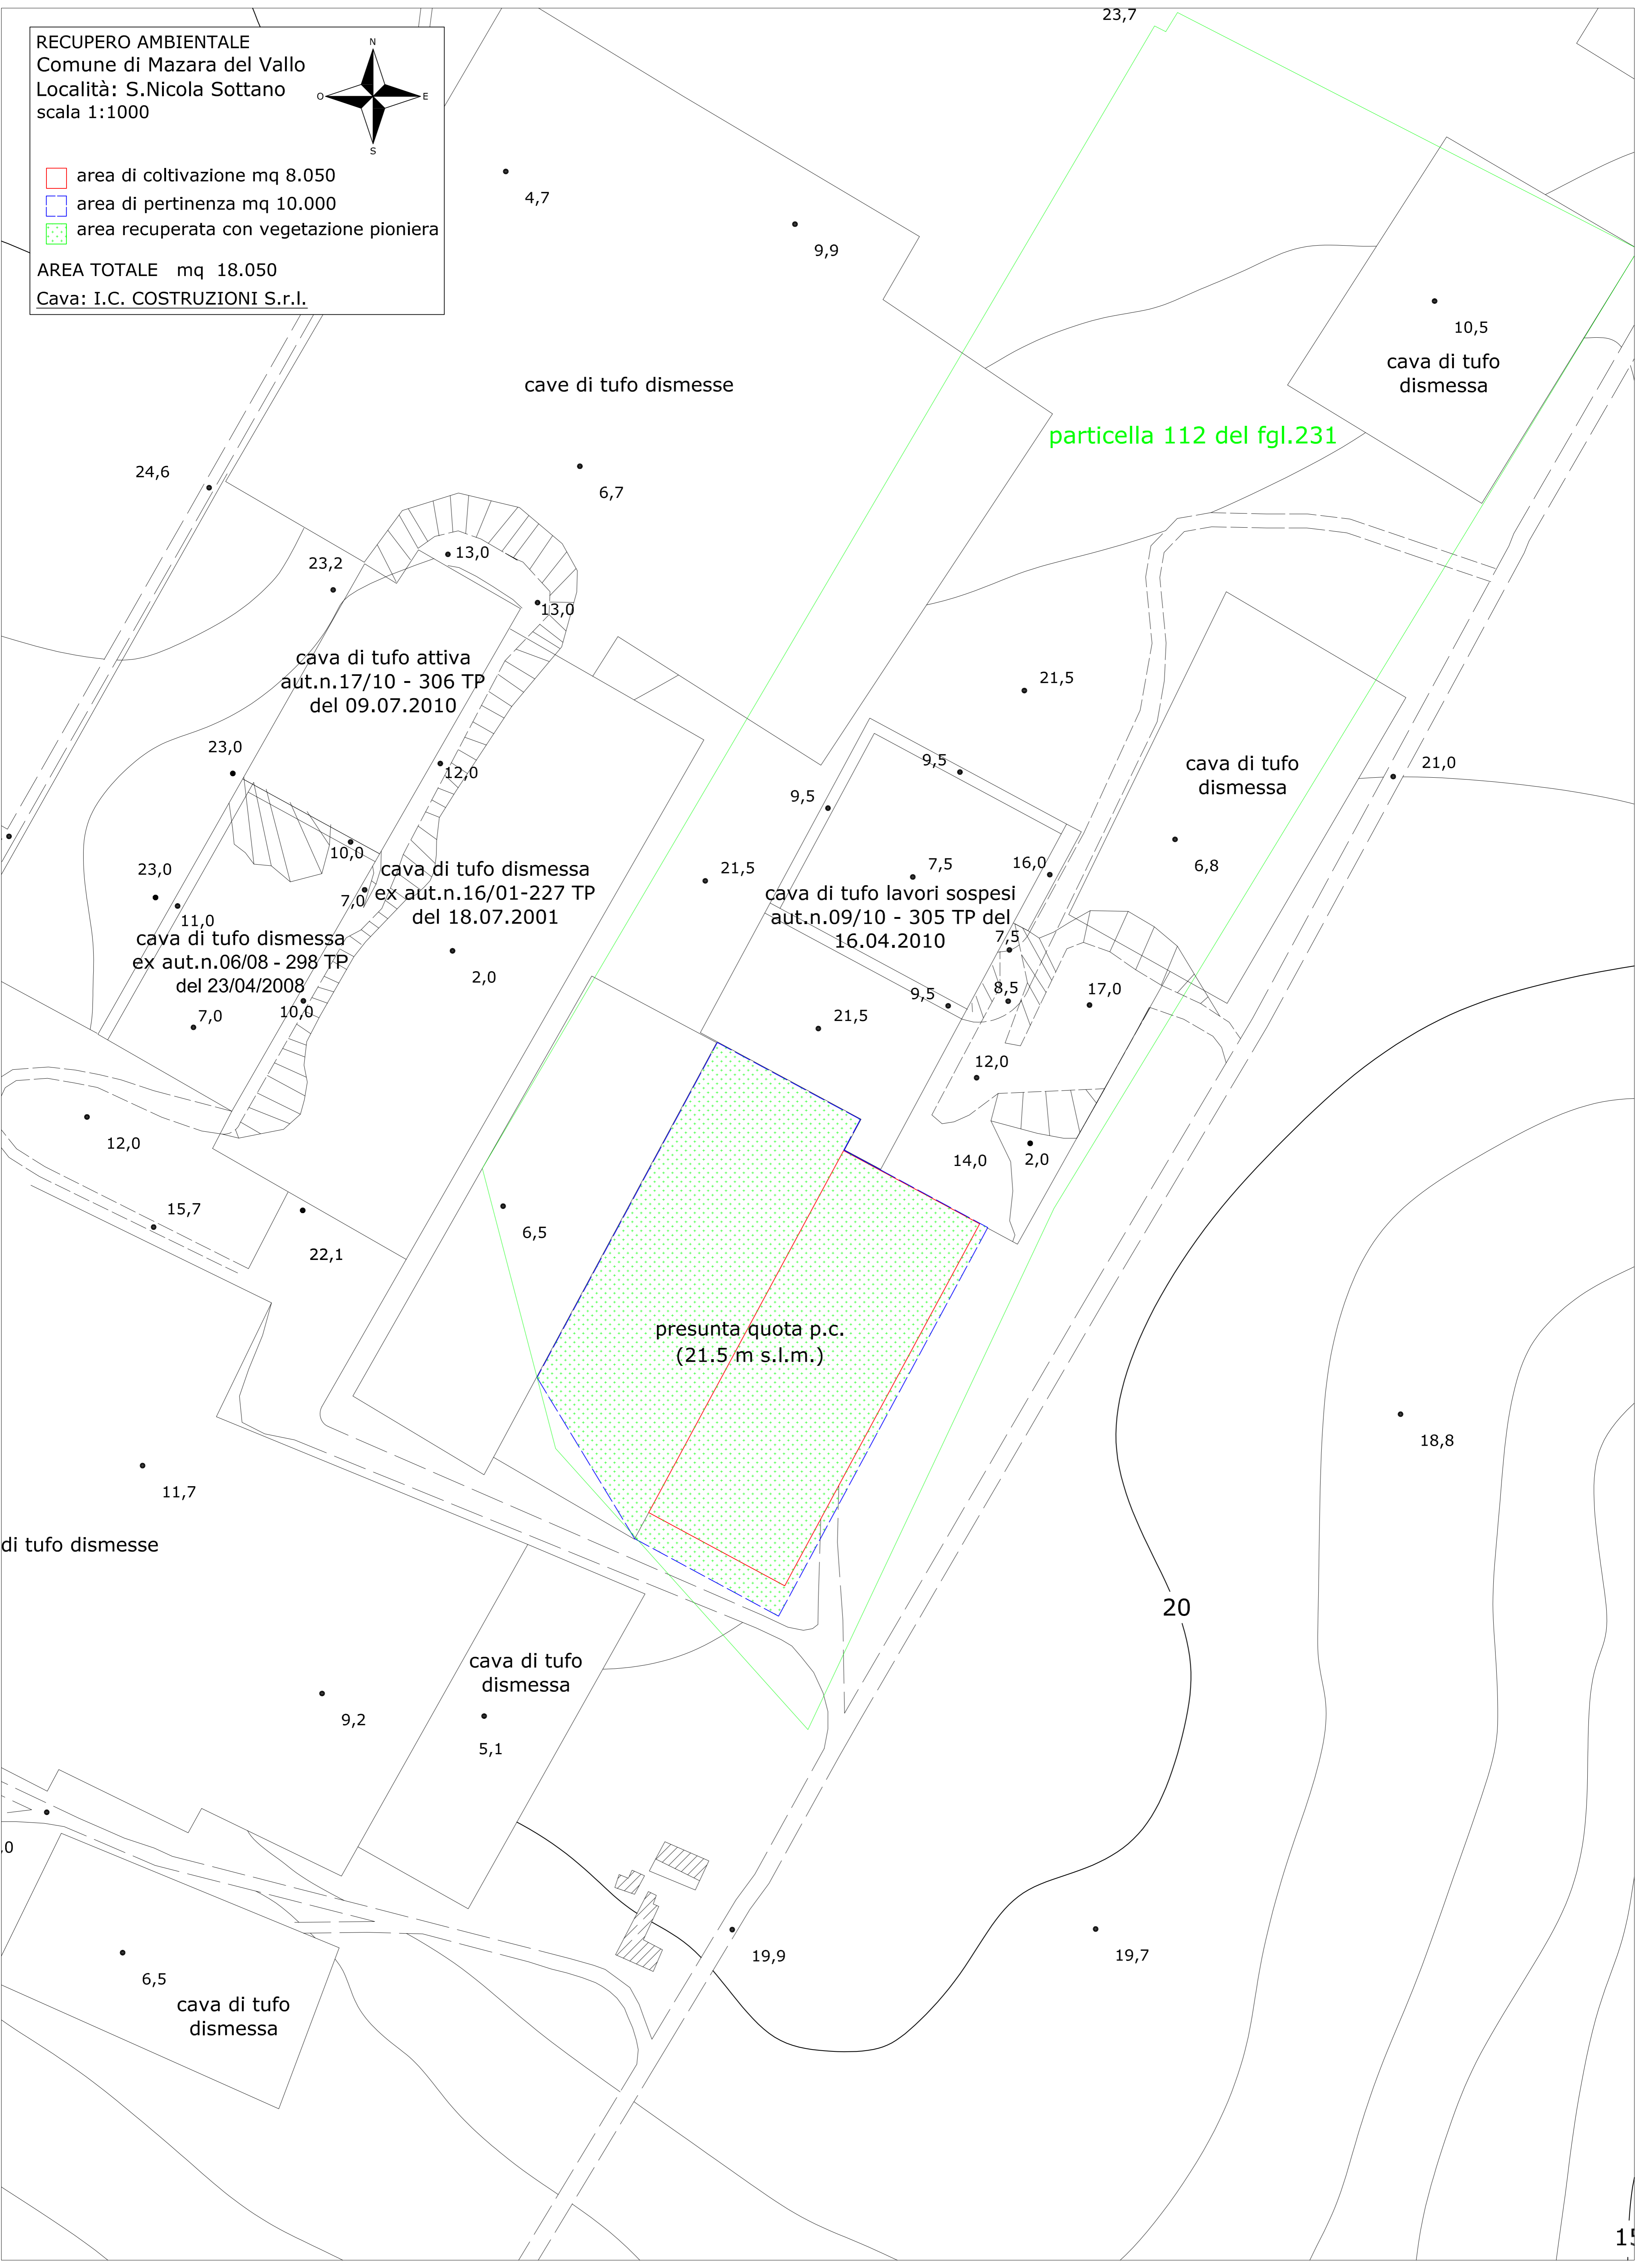 RECUPERO AMBIENTALE
Comune di Mazara del Vallo
Località: S.Nicola Sottano
scala 1:1000
N
O
E
S
area di coltivazione mq 8.050
area di pertinenza mq 10.000
area recuperata con vegetazione pioniera
AREA TOTALE mq 18.050
Cava: I.C. COSTRUZIONI S.r.l.
23,7
4,7
9,9
10,5
cava di tufo
dismessa
cave di tufo dismesse
particella 112 del fgl.231
24,6
6,7
23,2
13,0
13,0
cava di tufo attiva
aut.n.17/10 - 306 TP
del 09.07.2010
21,5
23,0
12,0
9,5
9,5
cava di tufo
dismessa
21,0
10,0
23,0
7,0
11,0
cava di tufo dismessa
ex aut.n.16/01-227 TP
del 18.07.2001
21,5
7,5
16,0
6,8
cava di tufo lavori sospesi
aut.n.09/10 - 305 TP del
16.04.2010
7,5
cava di tufo dismessa
ex aut.n.06/08 - 298 TP
del 23/04/2008
2,0
8,5
9,5
17,0
7,0
10,0
21,5
12,0
12,0
14,0
2,0
15,7
22,1
6,5
presunta quota p.c.
(21.5 m s.l.m.)
18,8
11,7
di tufo dismesse
20
cava di tufo
dismessa
9,2
5,1
,0
19,9
19,7
6,5
cava di tufo
dismessa